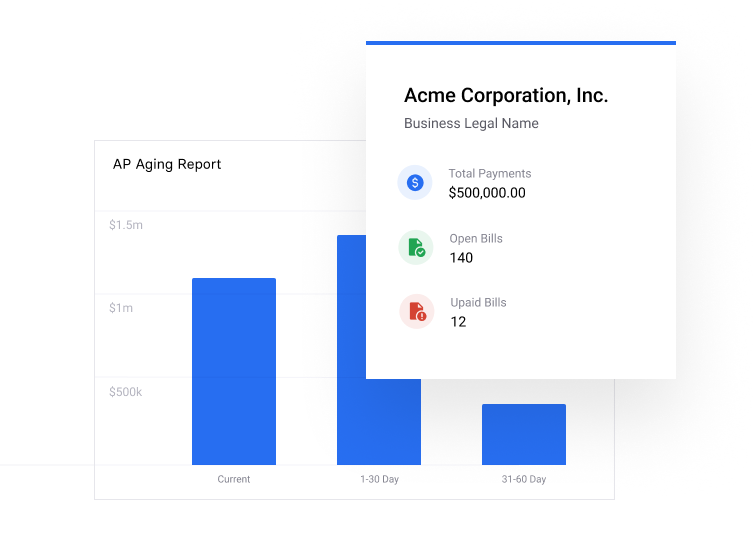 Acme Corporation, Inc.
Business Legal Name
Total Payments
$500,000.00
Open Bills
140
Upaid Bills
12
AP Aging Report
$1.5m
$1m
$500k
Current
1-30 Day
31-60 Day